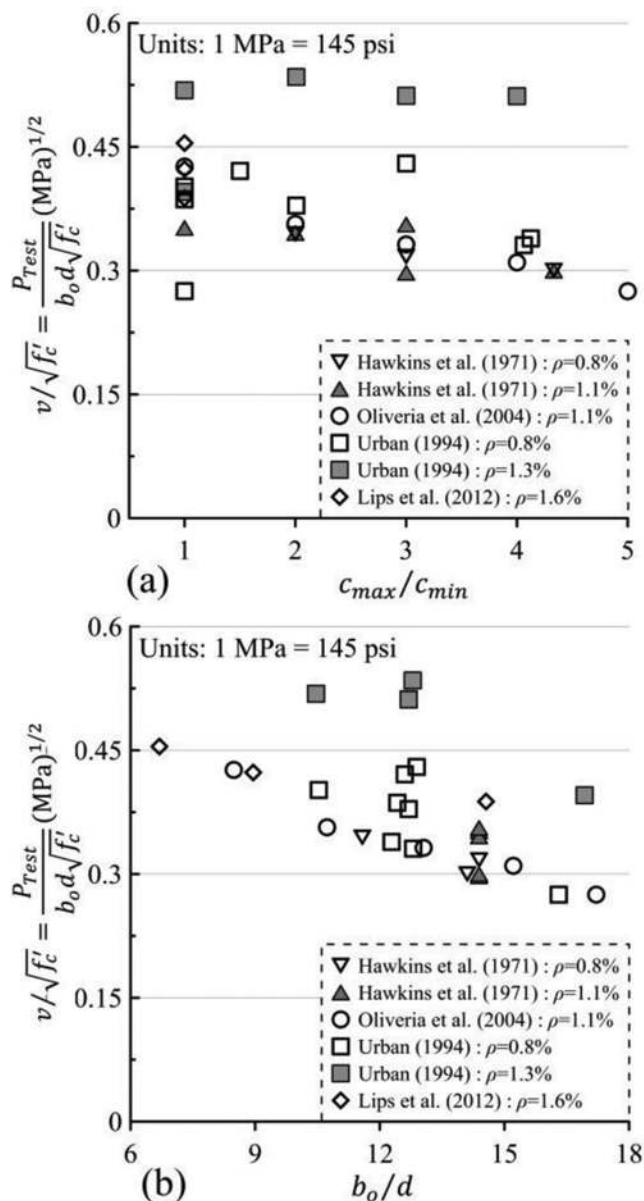 0.6
Units: 1 MPa = 145 psi
0.45
0.3
0.15
0
v/√f′c = P_Test / (b_o d√f′c) (MPa)^1/2
Hawkins et al. (1971) : ρ=0.8%
Hawkins et al. (1971) : ρ=1.1%
Oliveria et al. (2004) : ρ=1.1%
Urban (1994) : ρ=0.8%
Urban (1994) : ρ=1.3%
Lips et al. (2012) : ρ=1.6%
1 2 3 4 5
(a) c_max/c_min
0.6
Units: 1 MPa = 145 psi
0.45
0.3
0.15
0
v/√f′c = P_Test / (b_o d√f′c) (MPa)^1/2
Hawkins et al. (1971) : ρ=0.8%
Hawkins et al. (1971) : ρ=1.1%
Oliveria et al. (2004) : ρ=1.1%
Urban (1994) : ρ=0.8%
Urban (1994) : ρ=1.3%
Lips et al. (2012) : ρ=1.6%
6 9 12 15 18
(b) b_o/d